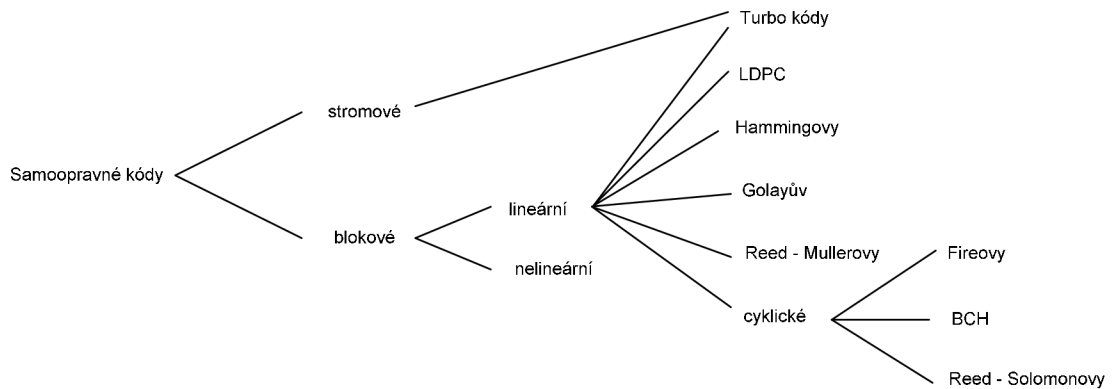 Turbo kódy
LDPC
stromové
Hammingovy
Samoopravné kódy
Golayův
lineární
blokové
Reed - Mullerovy
Fireovy
nelineární
cyklické
BCH
Reed - Solomonovy